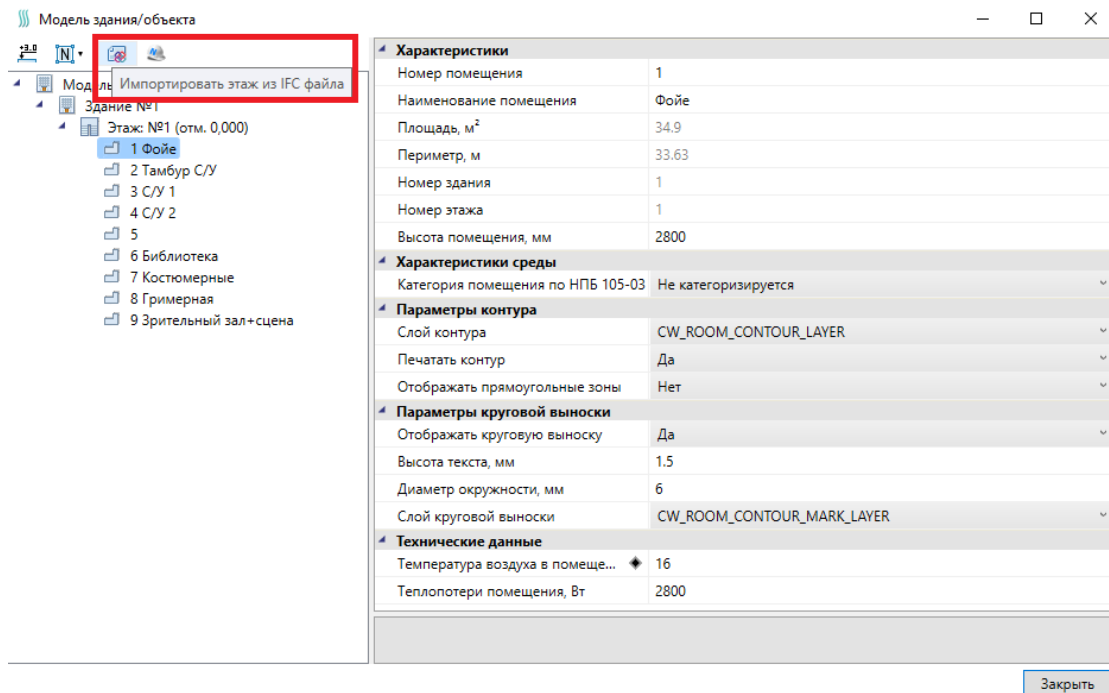 Модель здания/объекта
+3.0
N
Импортировать этаж из IFC файла
Здание №1
Этаж: №1 (отм. 0,000)
1 Фойе
2 Тамбур С/У
3 С/У 1
4 С/У 2
5
6 Библиотека
7 Костюмерные
8 Гримерная
9 Зрительный зал+сцена
Характеристики
Номер помещения 1
Наименование помещения Фойе
Площадь, м² 34.9
Периметр, м 33.63
Номер здания 1
Номер этажа 1
Высота помещения, мм 2800
Характеристики среды
Категория помещения по НПБ 105-03 Не категоризируется
Параметры контура
Слой контура CW_ROOM_CONTOUR_LAYER
Печатать контур Да
Отображать прямоугольные зоны Нет
Параметры круговой выноски
Отображать круговую выноску Да
Высота текста, мм 1.5
Диаметр окружности, мм 6
Слой круговой выноски CW_ROOM_CONTOUR_MARK_LAYER
Технические данные
Температура воздуха в помеще... 16
Теплопотери помещения, Вт 2800
Закрыть